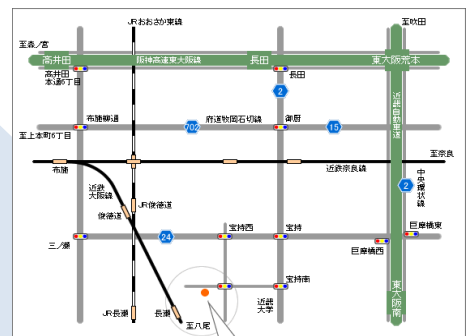 JRおおさか東線
至吹田
至森ノ宮
高井田
阪神高速東大阪線
長田
東大阪荒本
高井田
本通6丁目
長田
2
近畿自動車道
布施柳通
702
府道牧岡石切線
御厨
15
至上本町6丁目
至奈良
布施
近鉄奈良線
近鉄
大阪線
2
中央環状線
俊徳道
JR俊徳道
宝持西
宝持
巨摩橋東
三ノ瀬
24
巨摩橋西
宝持南
東大阪南
JR長瀬
長瀬
至八尾
近畿
大学